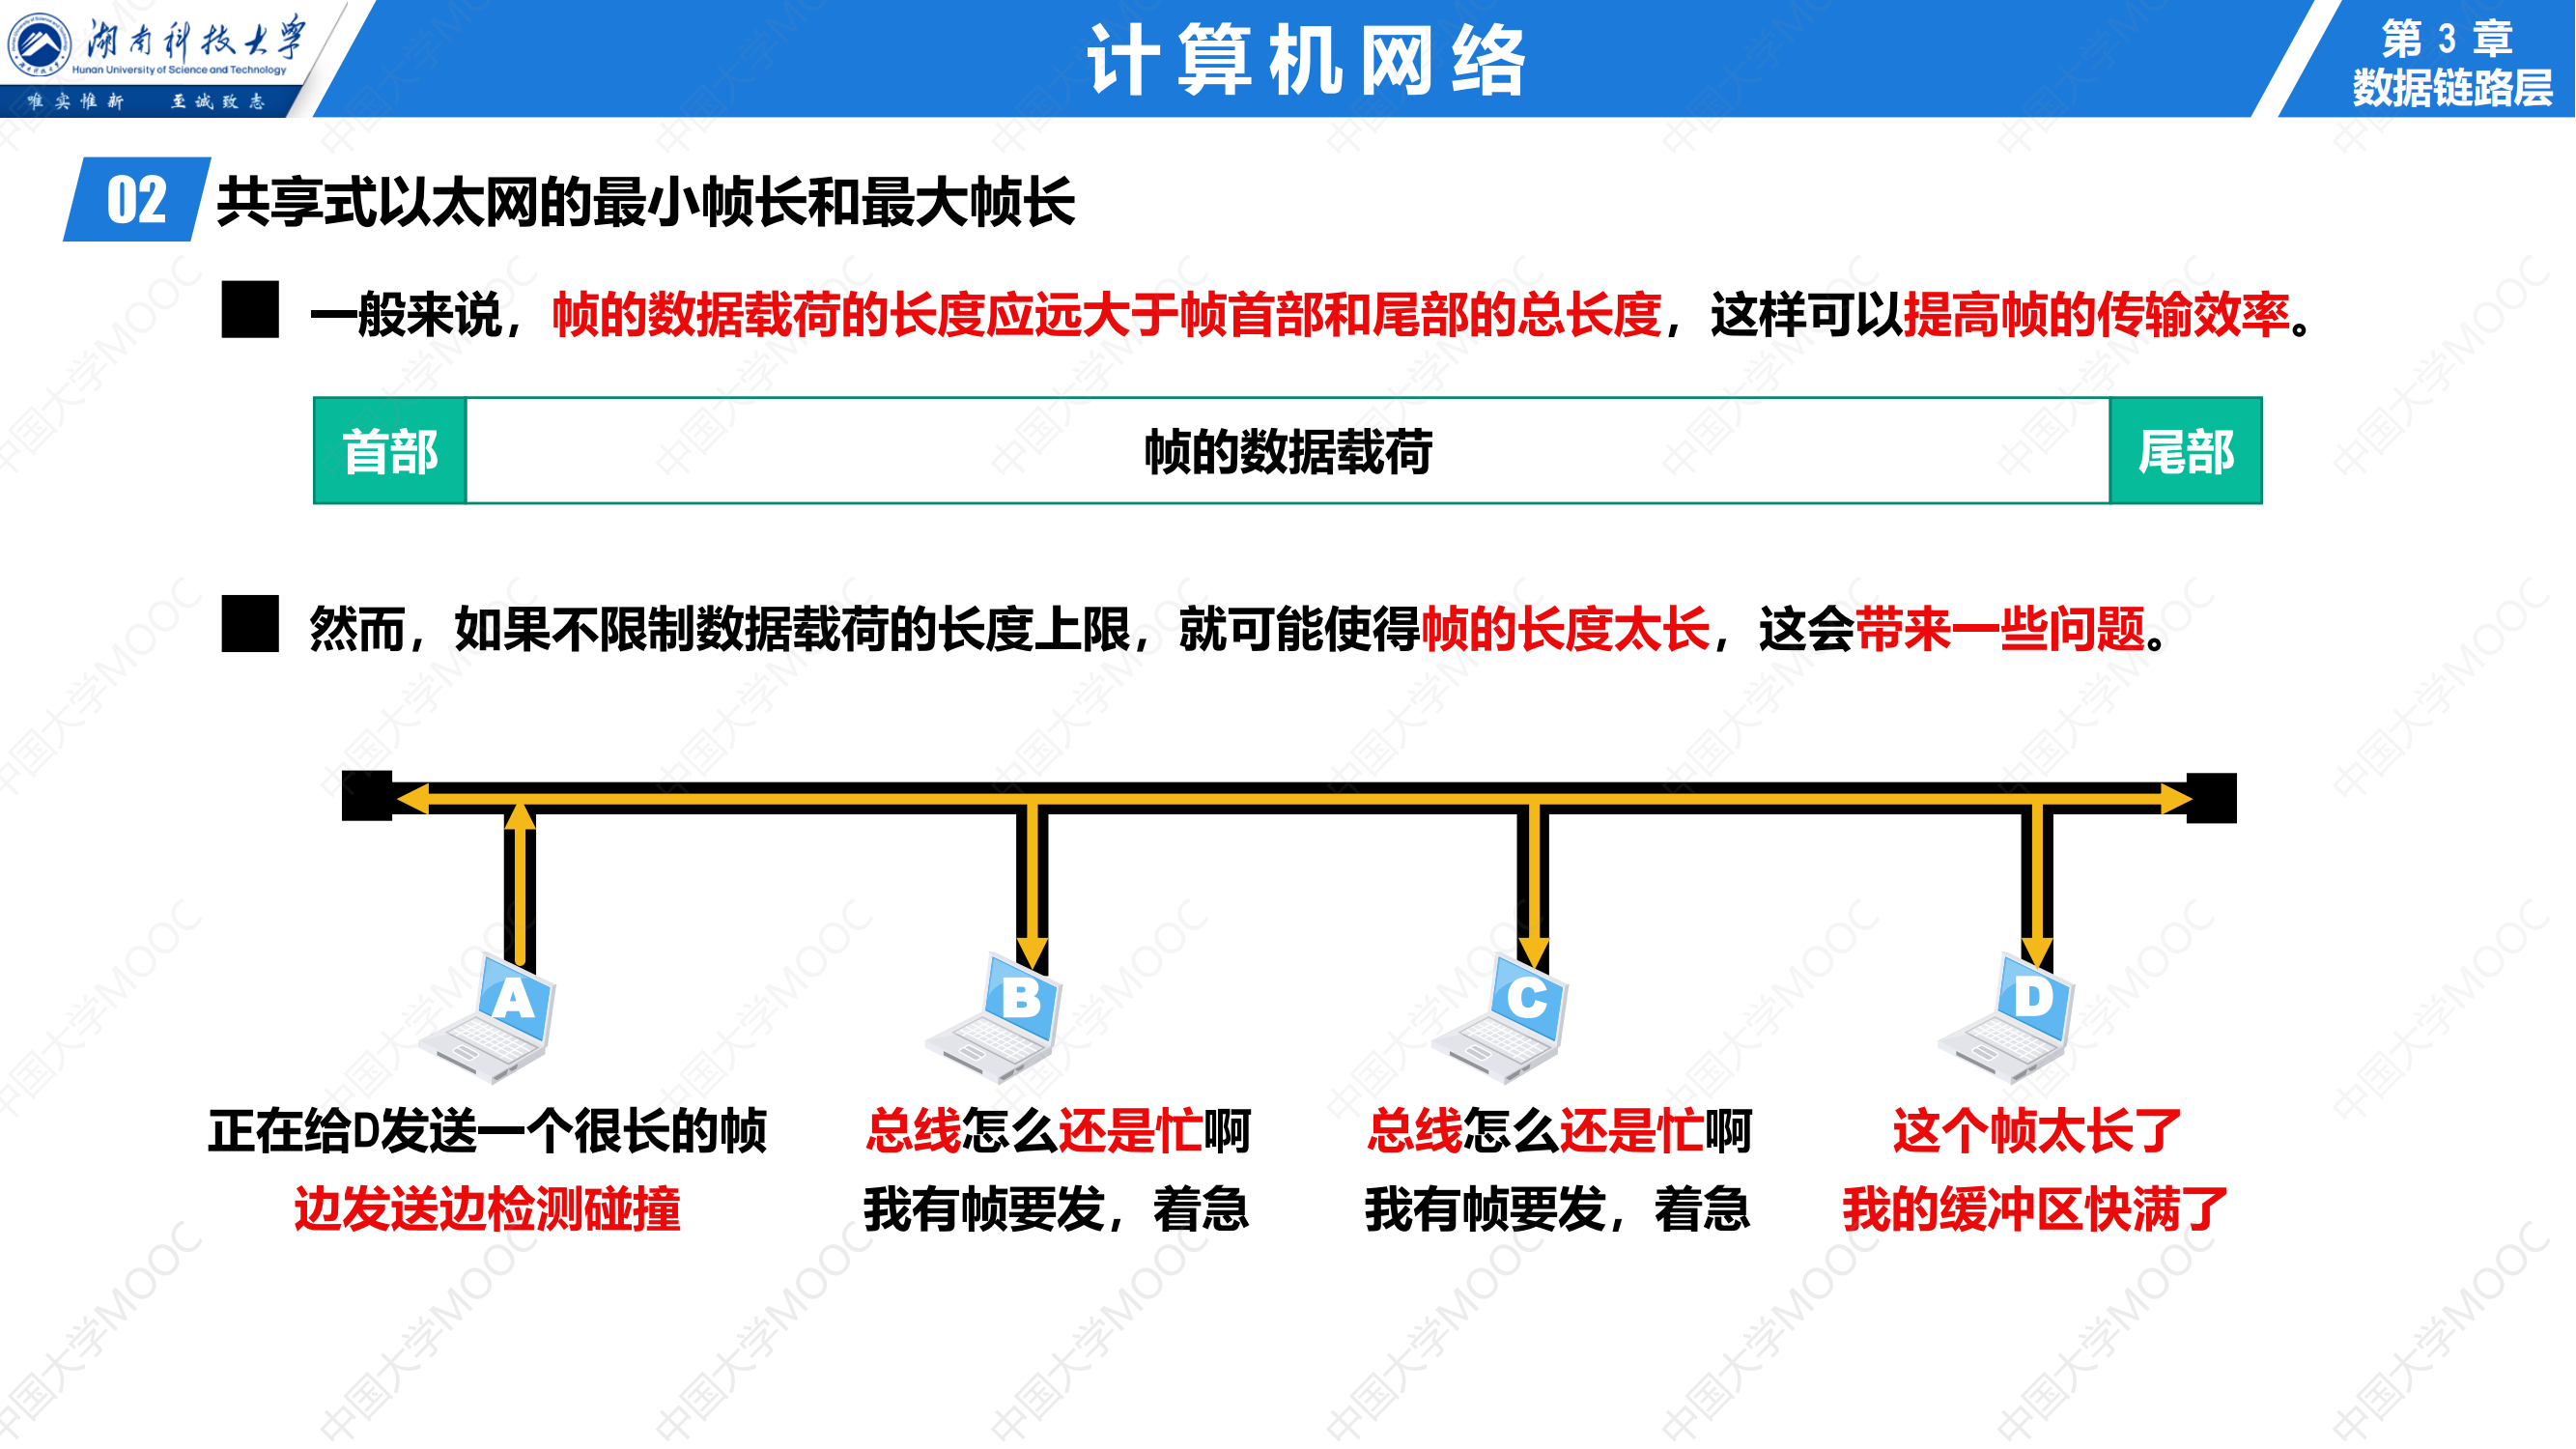 湖南科技大学
Hunan University of Science and Technology
唯实惟新 至诚致志
计算机网络
第 3 章
数据链路层
02 共享式以太网的最小帧长和最大帧长
一般来说，帧的数据载荷的长度应远大于帧首部和尾部的总长度，这样可以提高帧的传输效率。
首部 帧的数据载荷 尾部
然而，如果不限制数据载荷的长度上限，就可能使得帧的长度太长，这会带来一些问题。
A B C D
正在给D发送一个很长的帧
边发送边检测碰撞
总线怎么还是忙啊
我有帧要发，着急
总线怎么还是忙啊
我有帧要发，着急
这个帧太长了
我的缓冲区快满了
中国大学MOOC